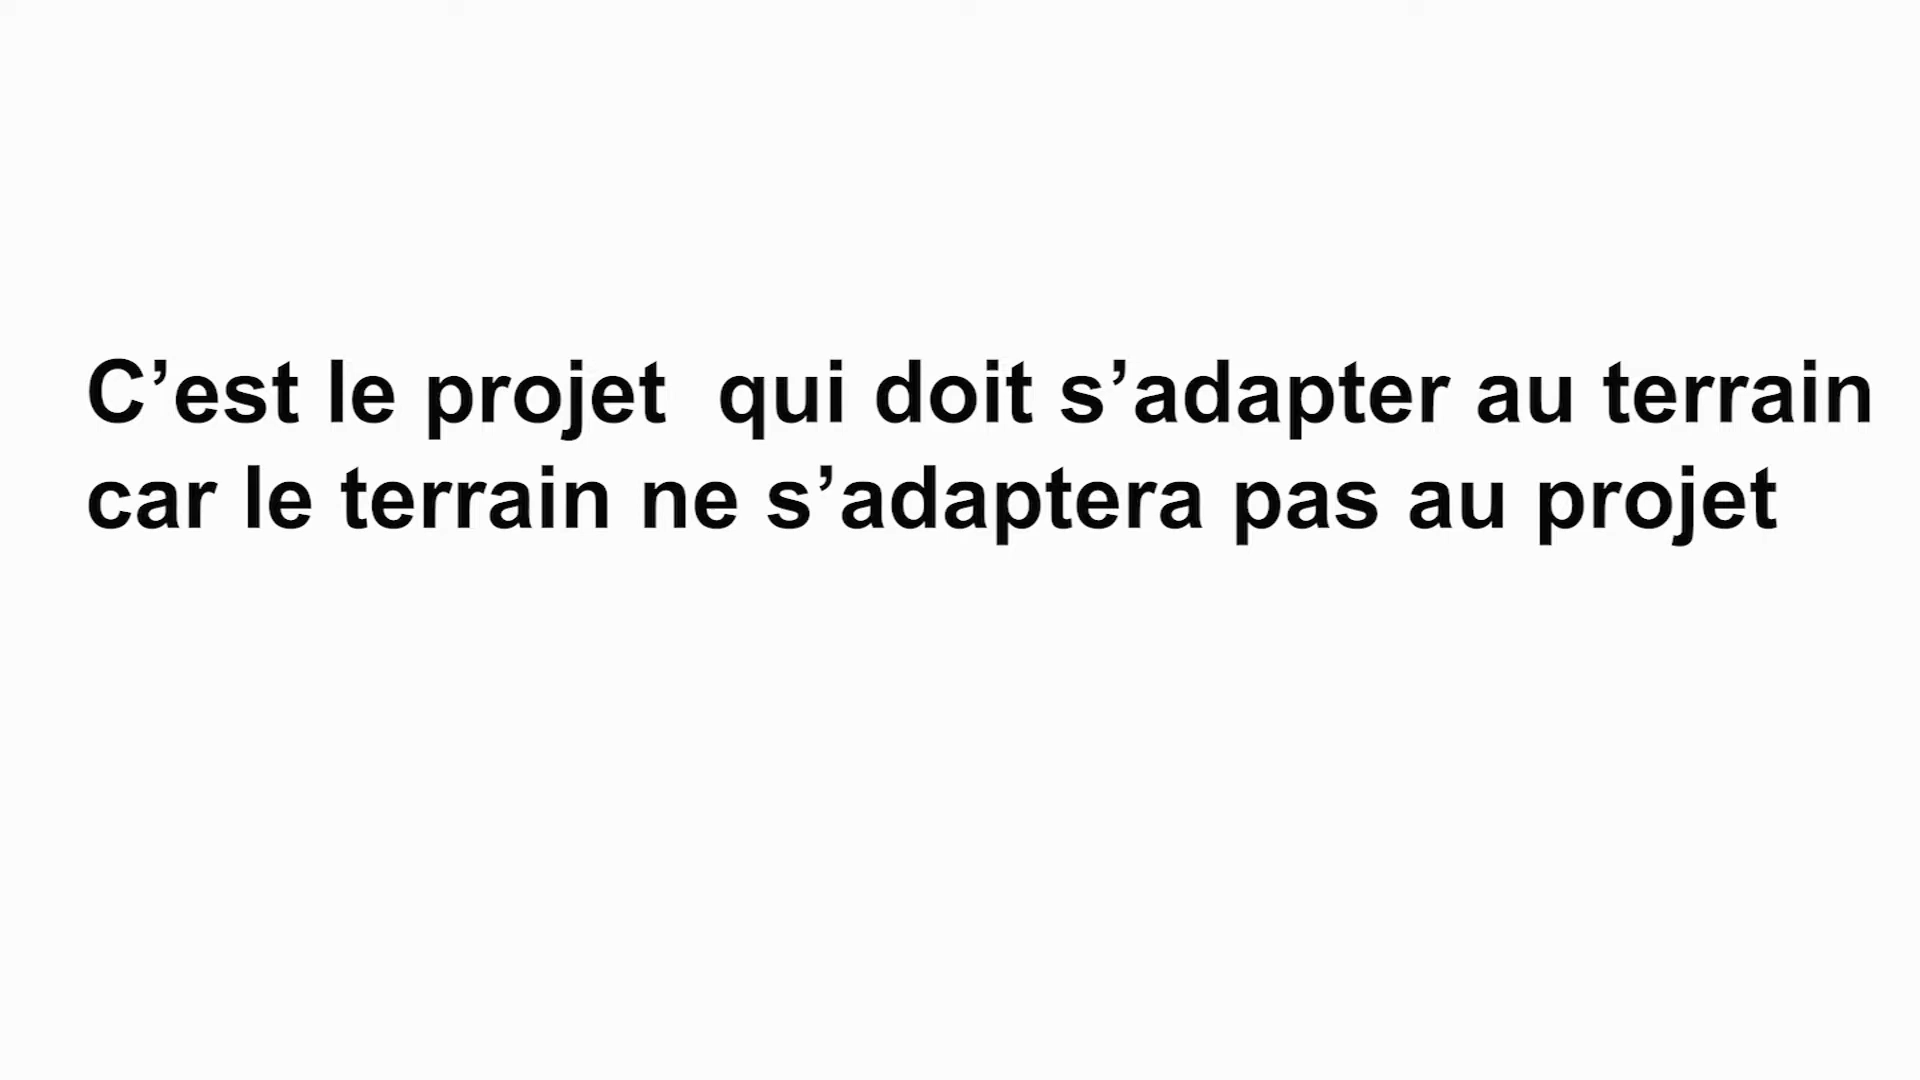 C’est le projet  qui doit s’adapter au terrain
car le terrain ne s’adaptera pas au projet